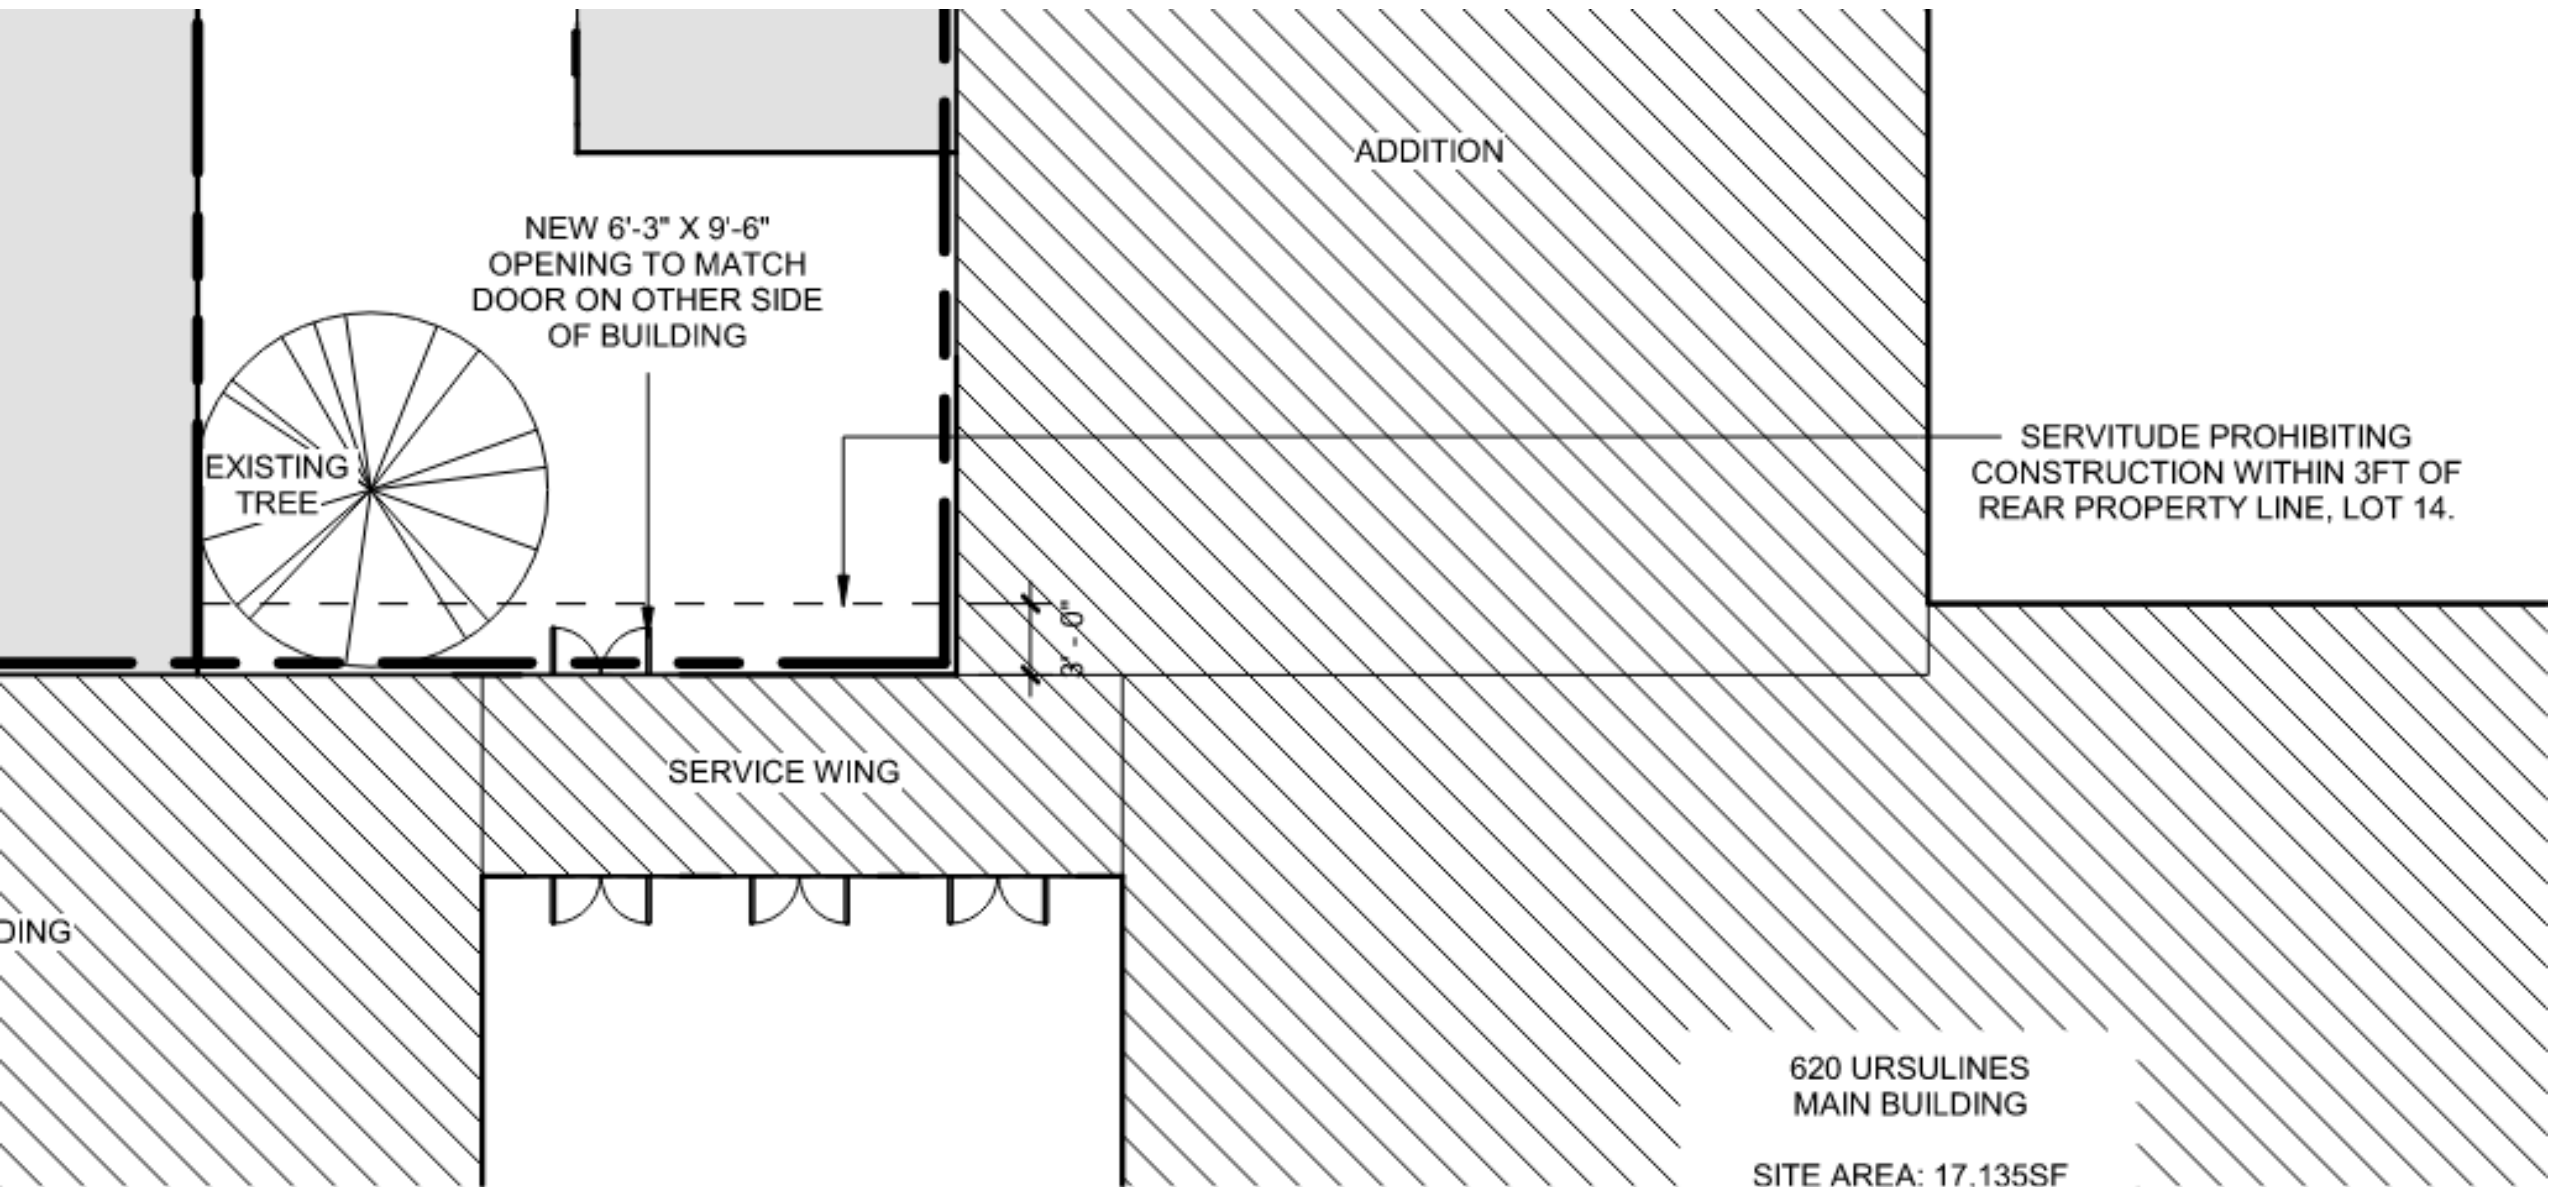 ADDITION
NEW 6'-3" X 9'-6"
OPENING TO MATCH
DOOR ON OTHER SIDE
OF BUILDING
EXISTING
TREE
SERVITUDE PROHIBITING
CONSTRUCTION WITHIN 3FT OF
REAR PROPERTY LINE, LOT 14.
3' - 0"
SERVICE WING
DING
620 URSULINES
MAIN BUILDING
SITE AREA: 17,135SF